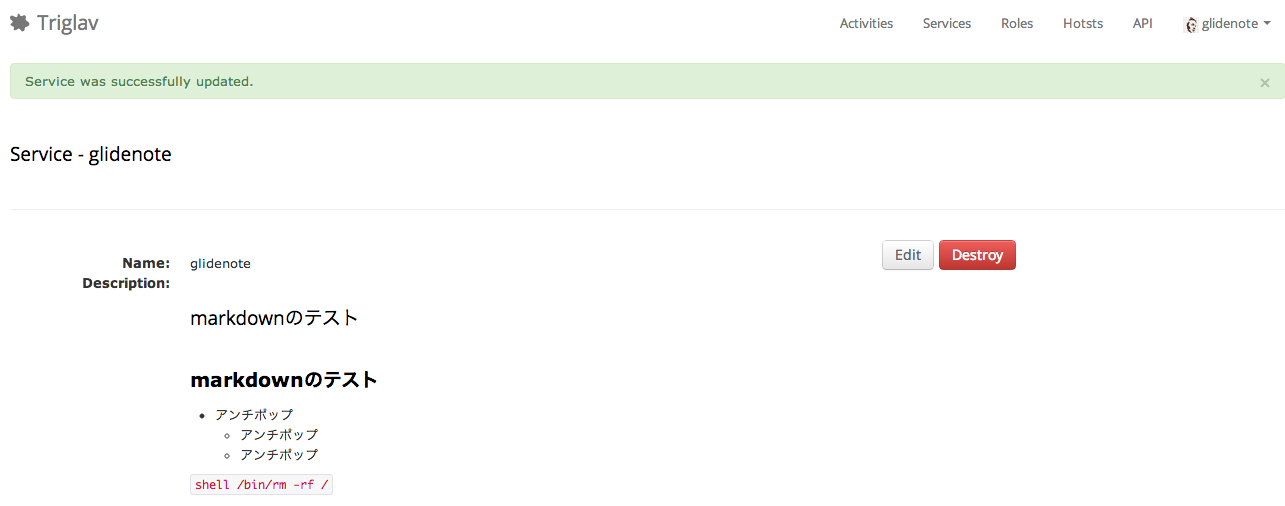 Triglav
Activities Services Roles Hotsts API glidenote
Service was successfully updated. ×
Service - glidenote
Edit Destroy
Name: glidenote
Description:
markdownのテスト
markdownのテスト
アンチポップ
アンチポップ
アンチポップ
shell /bin/rm -rf /